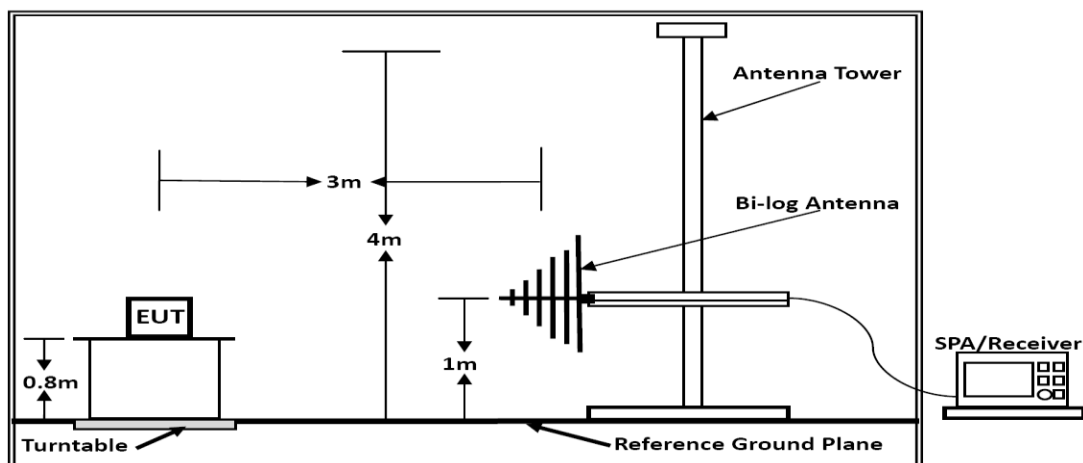 Antenna Tower
3m
Bi-log Antenna
4m
EUT
SPA/Receiver
1m
0.8m
Turntable
Reference Ground Plane